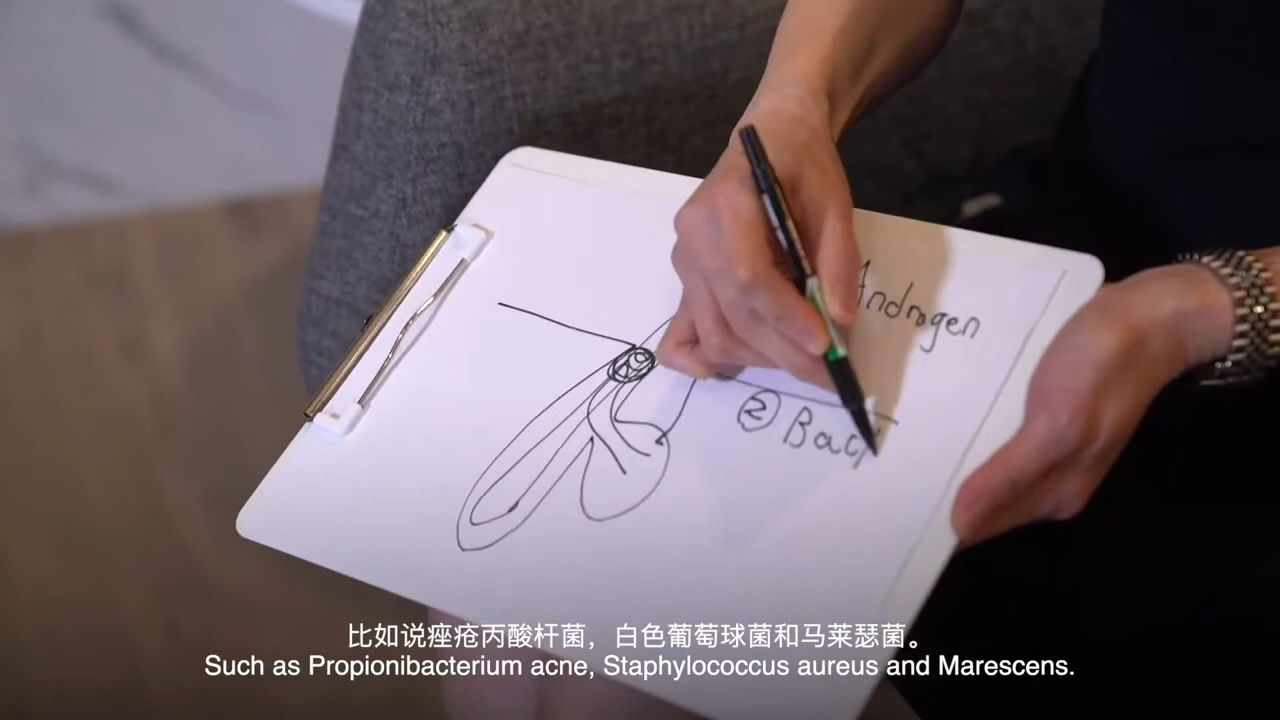 Androgen
② Bact
比如说痤疮丙酸杆菌，白色葡萄球菌和马莱瑟菌。
Such as Propionibacterium acne, Staphylococcus aureus and Marescens.